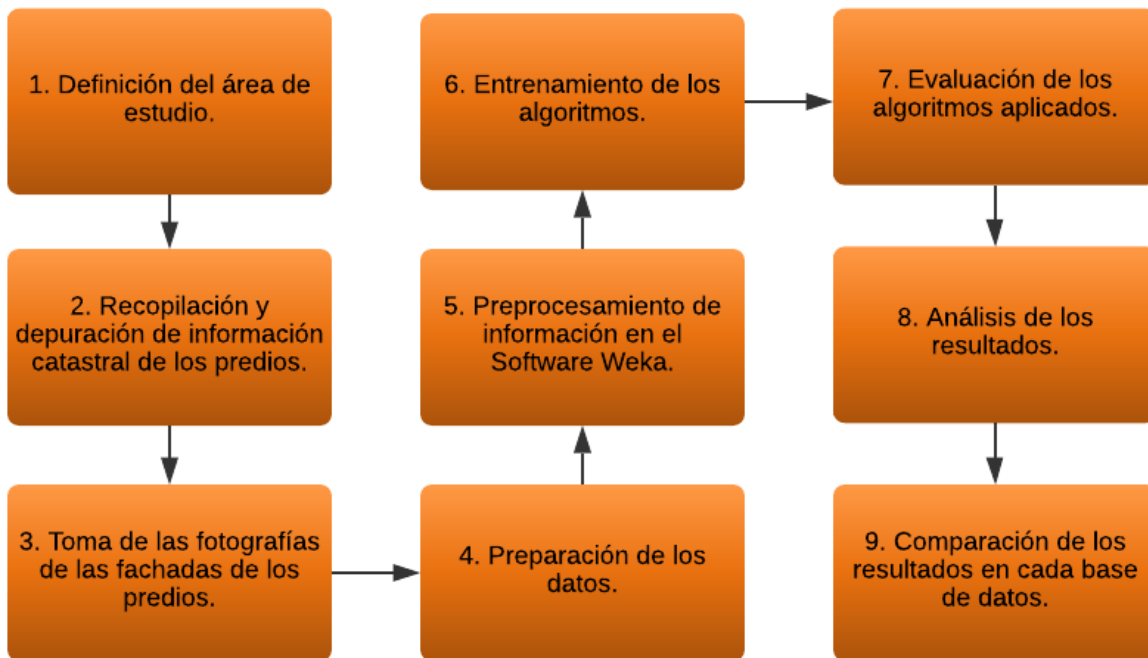 1. Definición del área de
estudio.
2. Recopilación y
depuración de información
catastral de los predios.
3. Toma de las fotografías
de las fachadas de los
predios.
4. Preparación de los
datos.
5. Preprocesamiento de
información en el
Software Weka.
6. Entrenamiento de los
algoritmos.
7. Evaluación de los
algoritmos aplicados.
8. Análisis de los
resultados.
9. Comparación de los
resultados en cada base
de datos.